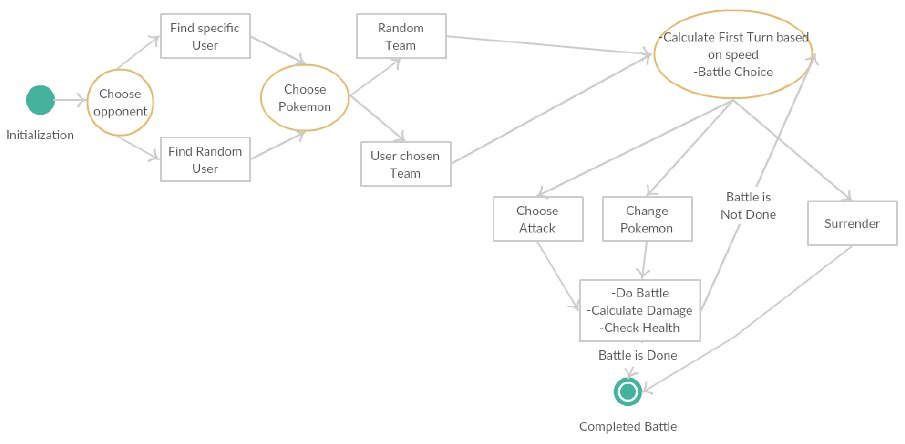 Initialization
Choose
opponent
Find specific
User
Find Random
User
Choose
Pokemon
Random
Team
User chosen
Team
-Calculate First Turn based
on speed
-Battle Choice
Choose
Attack
Change
Pokemon
Battle is
Not Done
Surrender
-Do Battle
-Calculate Damage
-Check Health
Battle is Done
Completed Battle